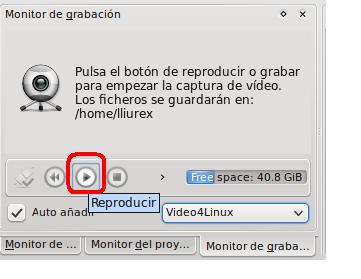 Monitor de grabación
Pulsa el botón de reproducir o grabar
para empezar la captura de vídeo.
Los ficheros se guardarán en:
/home/lliurex
Free space: 40.8 GiB
Auto añadir
Video4Linux
Reproducir
Monitor de ...
Monitor del proy...
Monitor de graba...